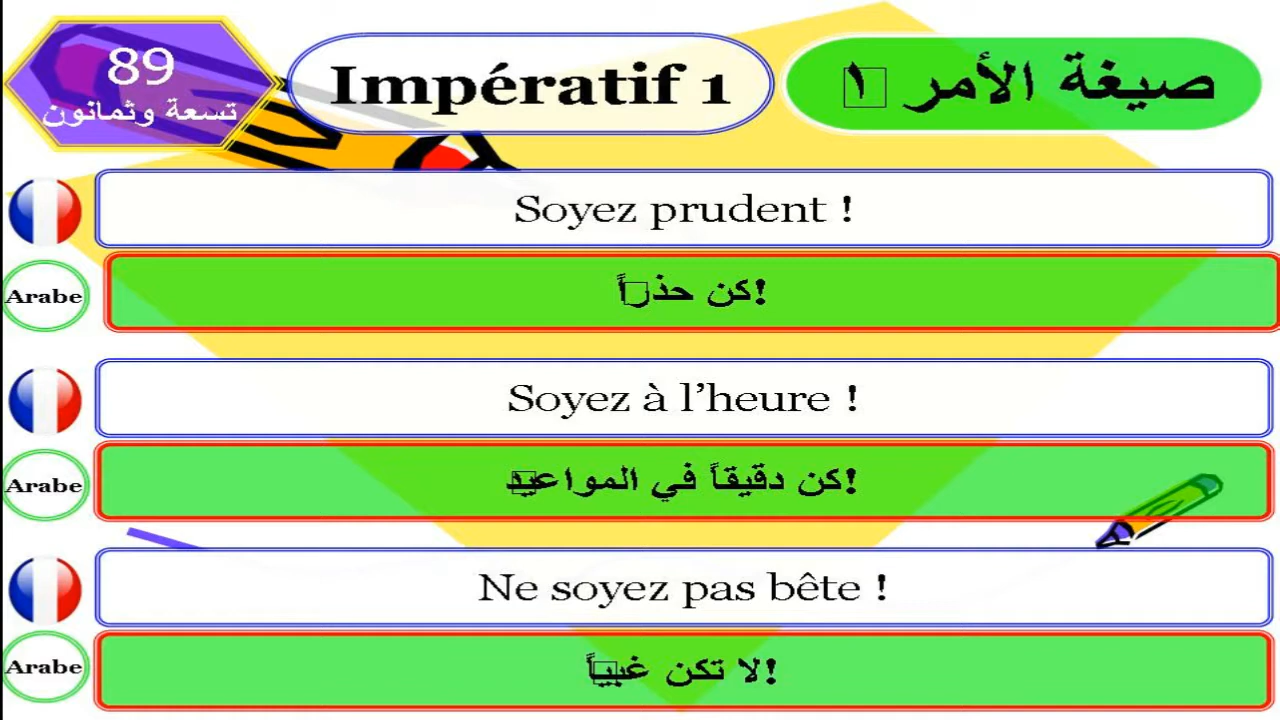 89
تسعة وثمانون
Impératif 1
صيغة الأمر ١
Soyez prudent !
Arabe
كن حذراً!
Soyez à l’heure !
Arabe
كن دقيقاً في المواعيد!
Ne soyez pas bête !
Arabe
لا تكن غبياً!